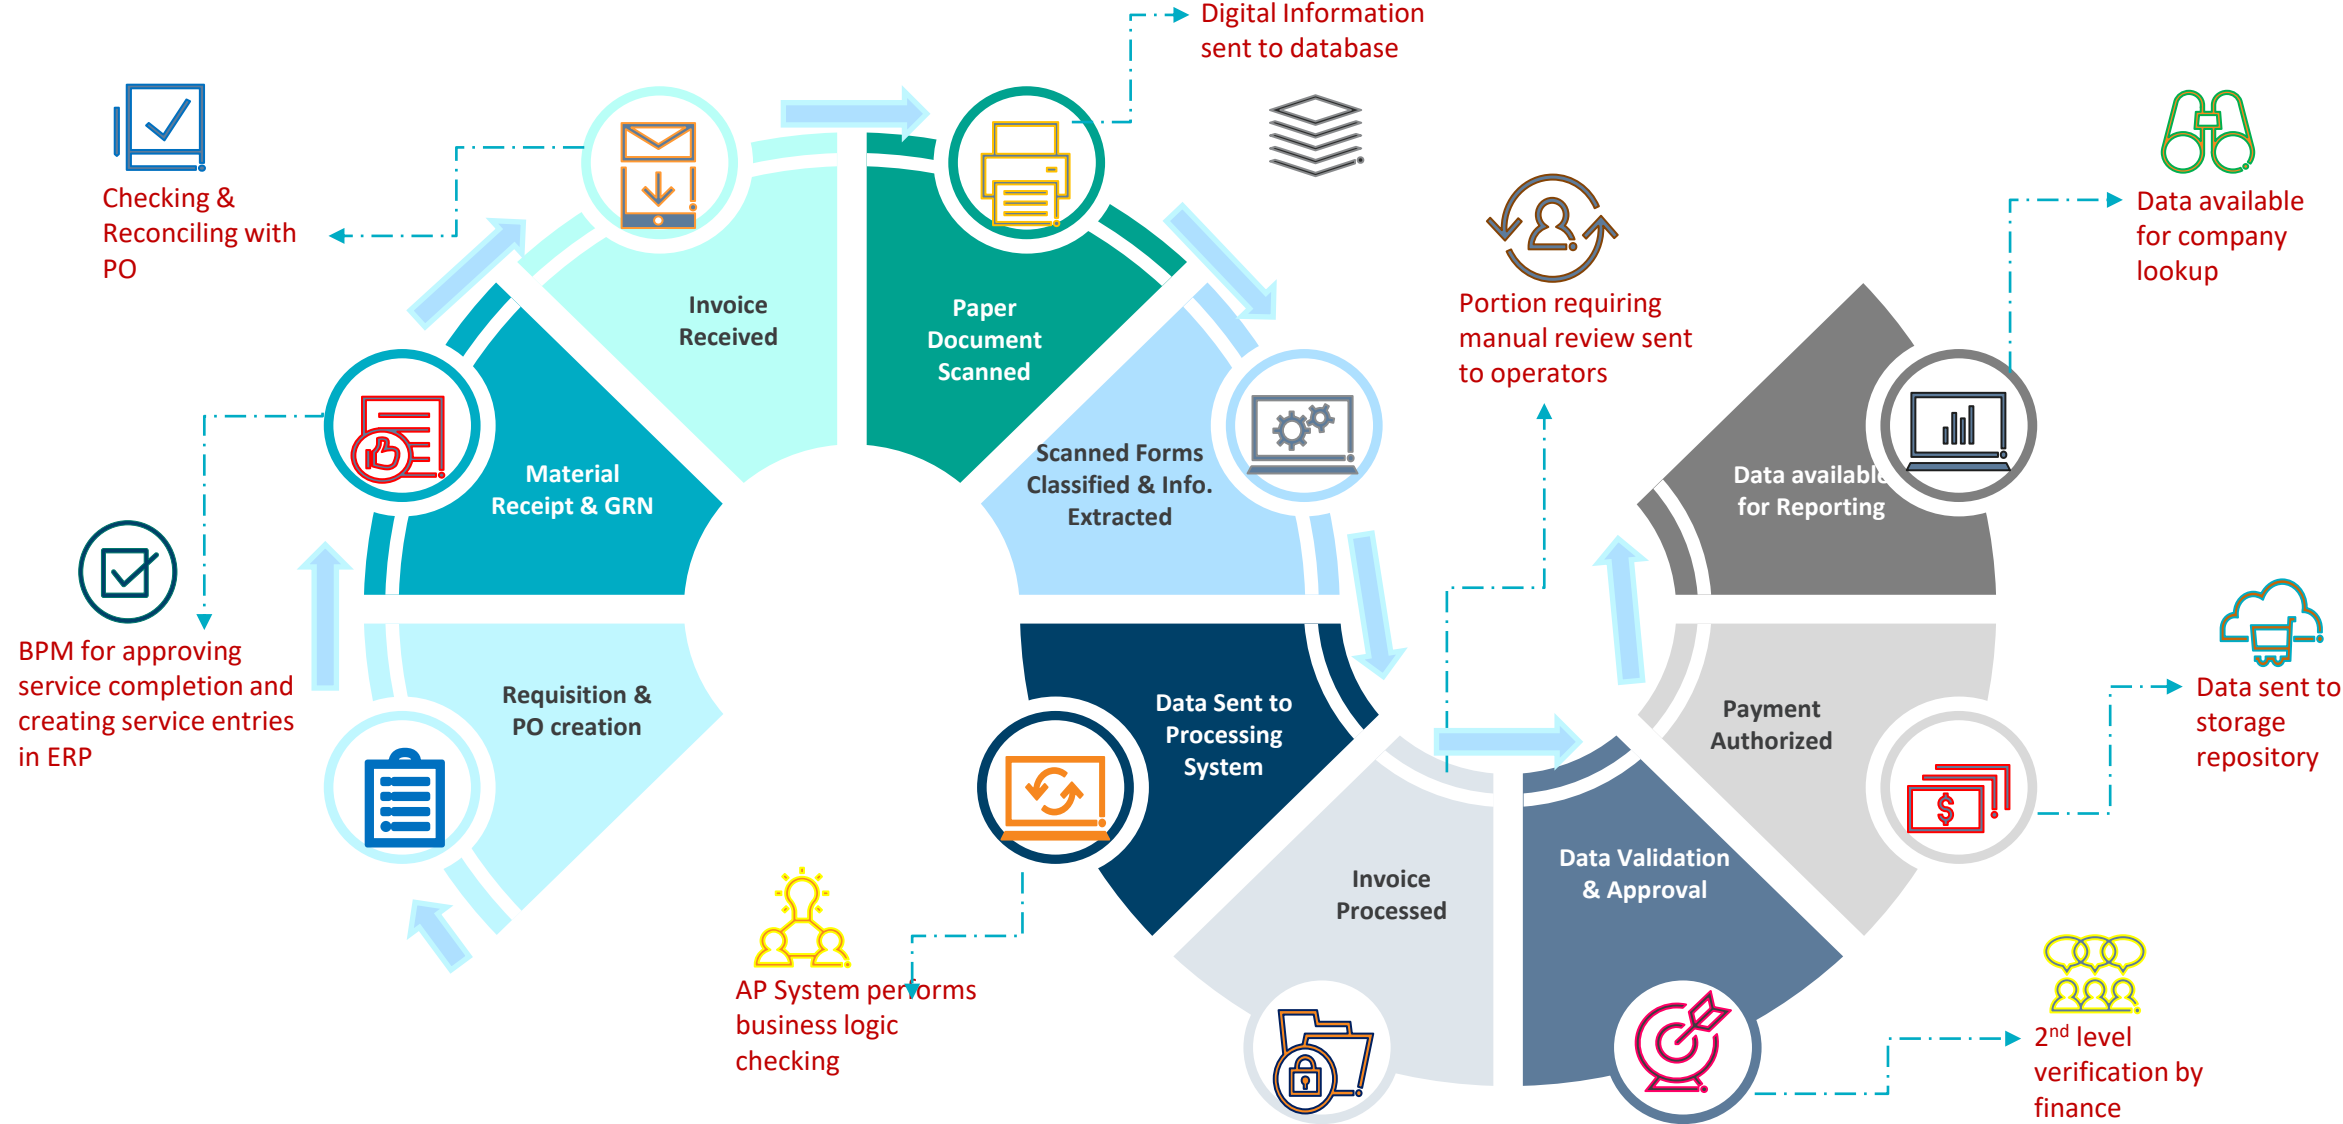 Digital Information
sent to database
Checking &
Reconciling with
PO
Data available
for company
lookup
Portion requiring
manual review sent
to operators
Invoice
Received
Paper
Document
Scanned
Scanned Forms
Classified & Info.
Extracted
Material
Receipt & GRN
Data available
for Reporting
BPM for approving
service completion and
creating service entries
in ERP
Requisition &
PO creation
Data Sent to
Processing
System
Payment
Authorized
Data sent to
storage
repository
Invoice
Processed
Data Validation
& Approval
$
AP System performs
business logic
checking
2nd level
verification by
finance